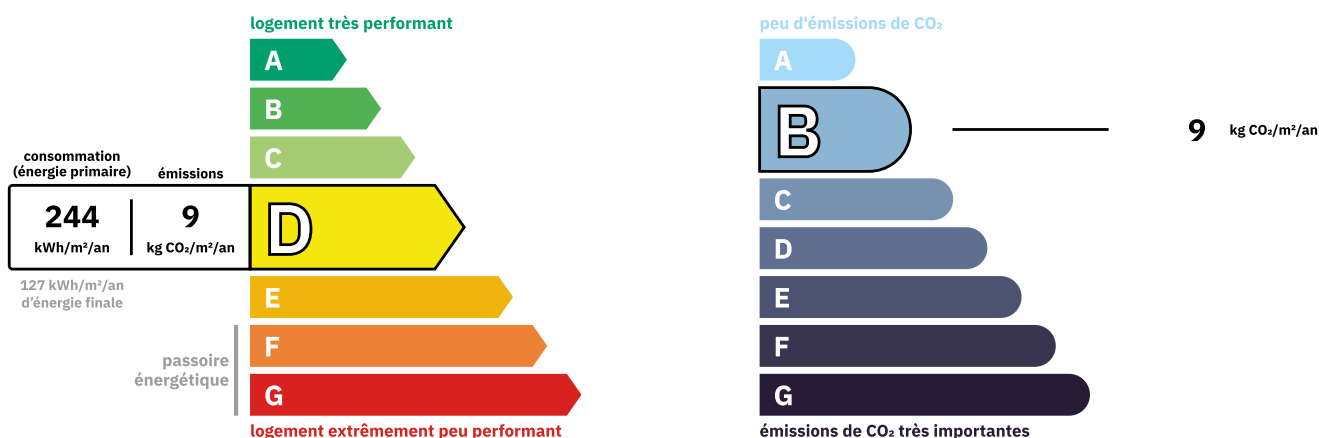 logement très performant
A
B
C
consommation
(énergie primaire)
émissions
244
kWh/m²/an
9
kg CO₂/m²/an
D
127 kWh/m²/an
d'énergie finale
E
passoire
énergétique
F
G
logement extrêmement peu performant
peu d'émissions de CO₂
A
B
9 kg CO₂/m²/an
C
D
E
F
G
émissions de CO₂ très importantes